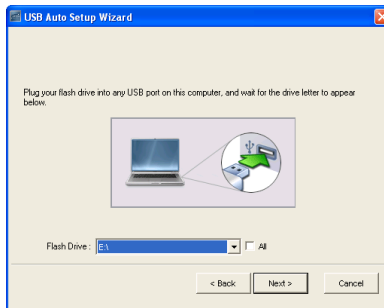 USB Auto Setup Wizard
Plug your flash drive into any USB port on this computer, and wait for the drive letter to appear
below.
Flash Drive : E:\ All
< Back Next > Cancel